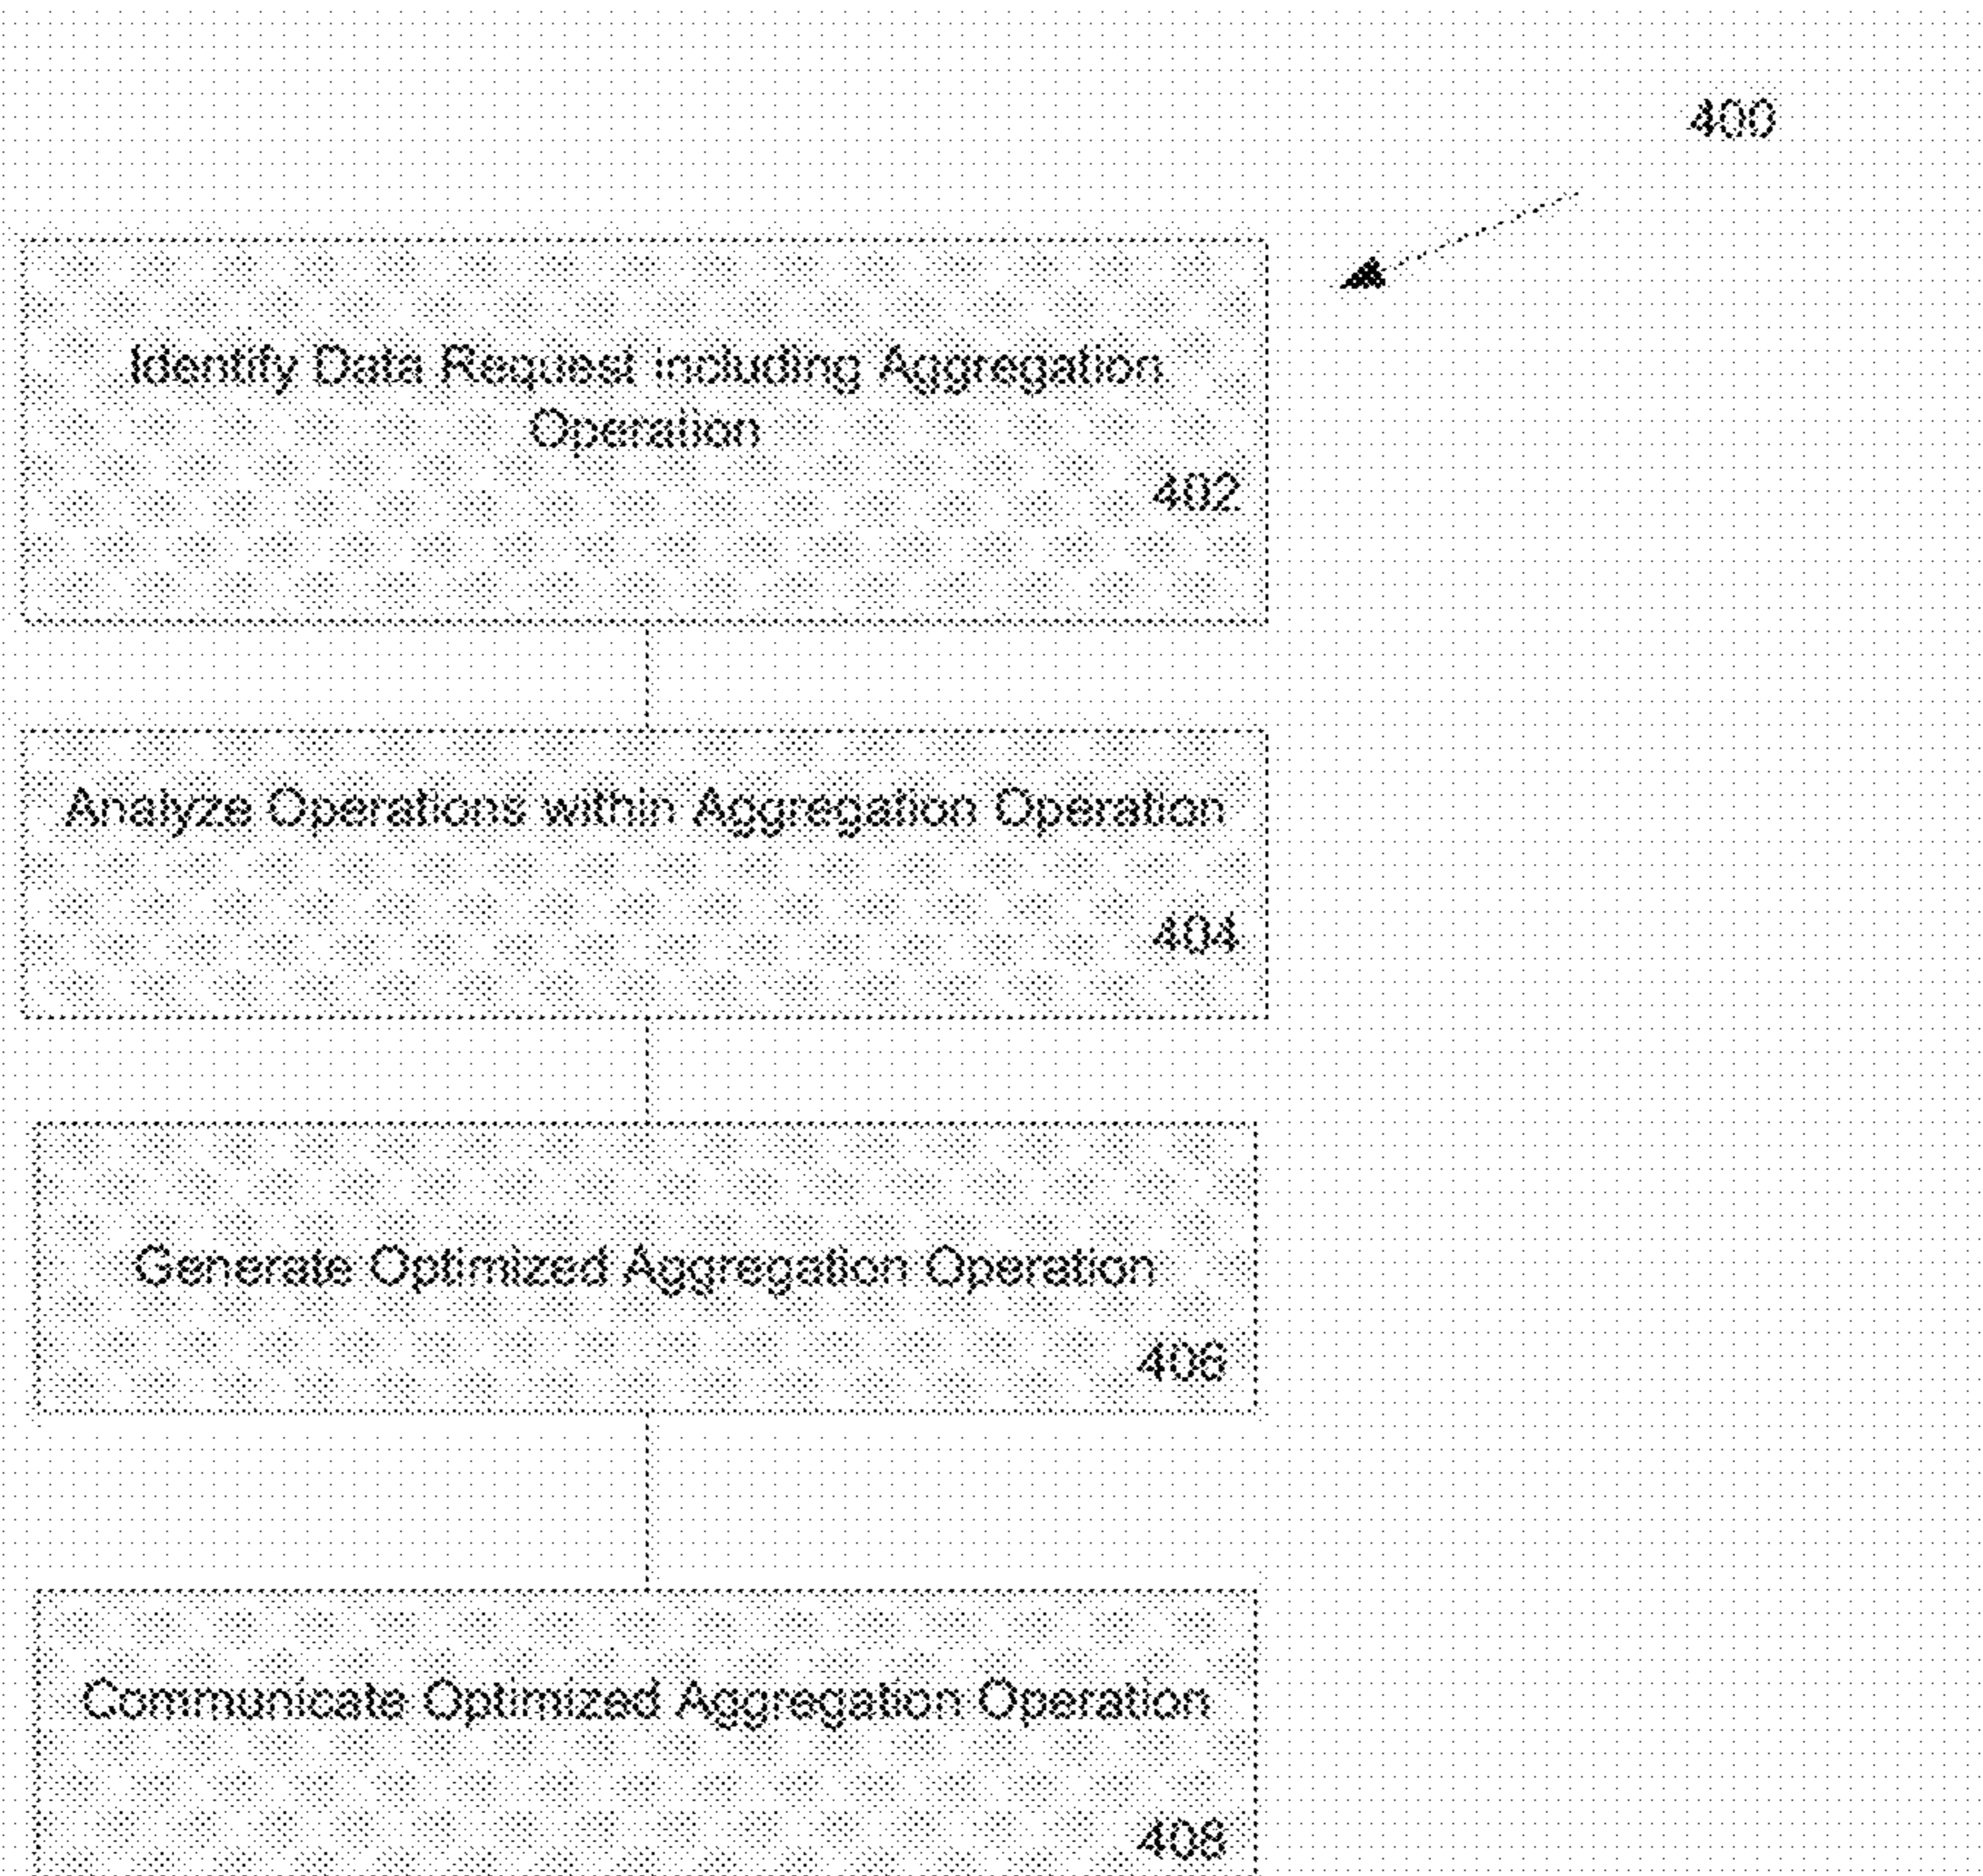 400
Identify Data Request including Aggregation
Operation
402
Analyze Operations within Aggregation Operation
404
Generate Optimized Aggregation Operation
406
Communicate Optimized Aggregation Operation
408